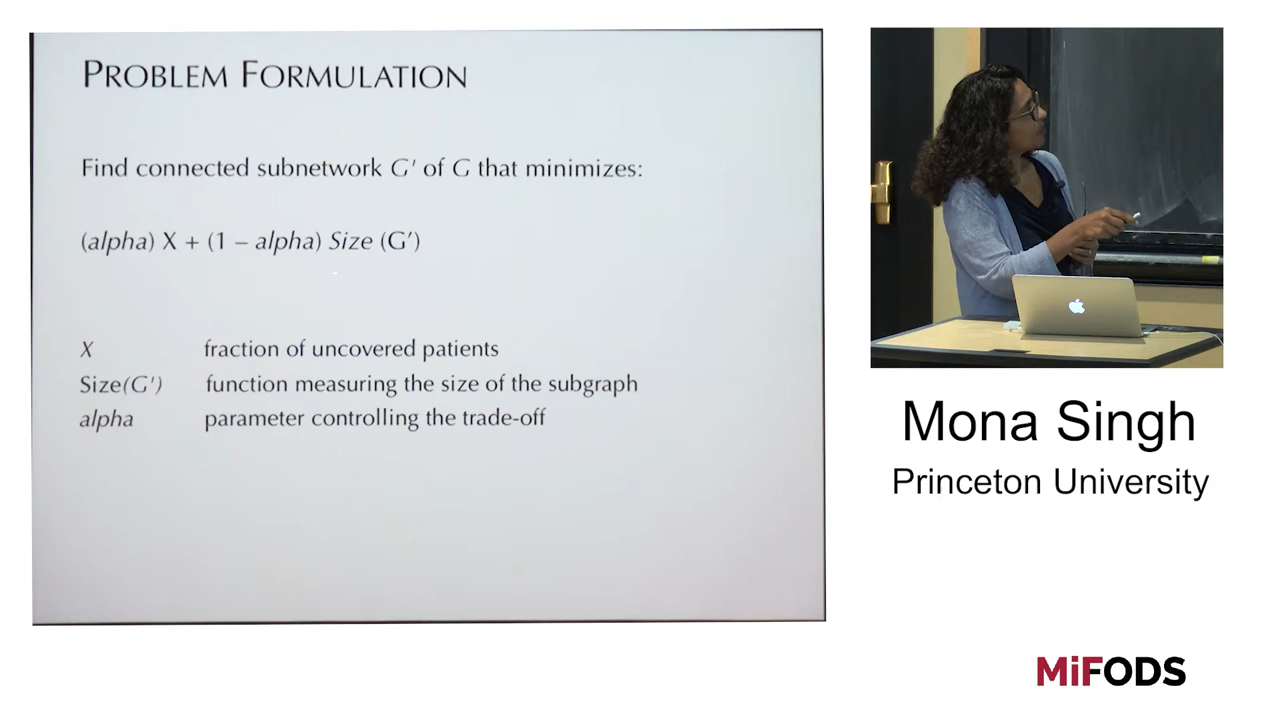 PROBLEM FORMULATION
Find connected subnetwork G' of G that minimizes:
(alpha) X + (1 – alpha) Size (G')
X fraction of uncovered patients
Size(G') function measuring the size of the subgraph
alpha parameter controlling the trade-off
Mona Singh
Princeton University
MiFODS